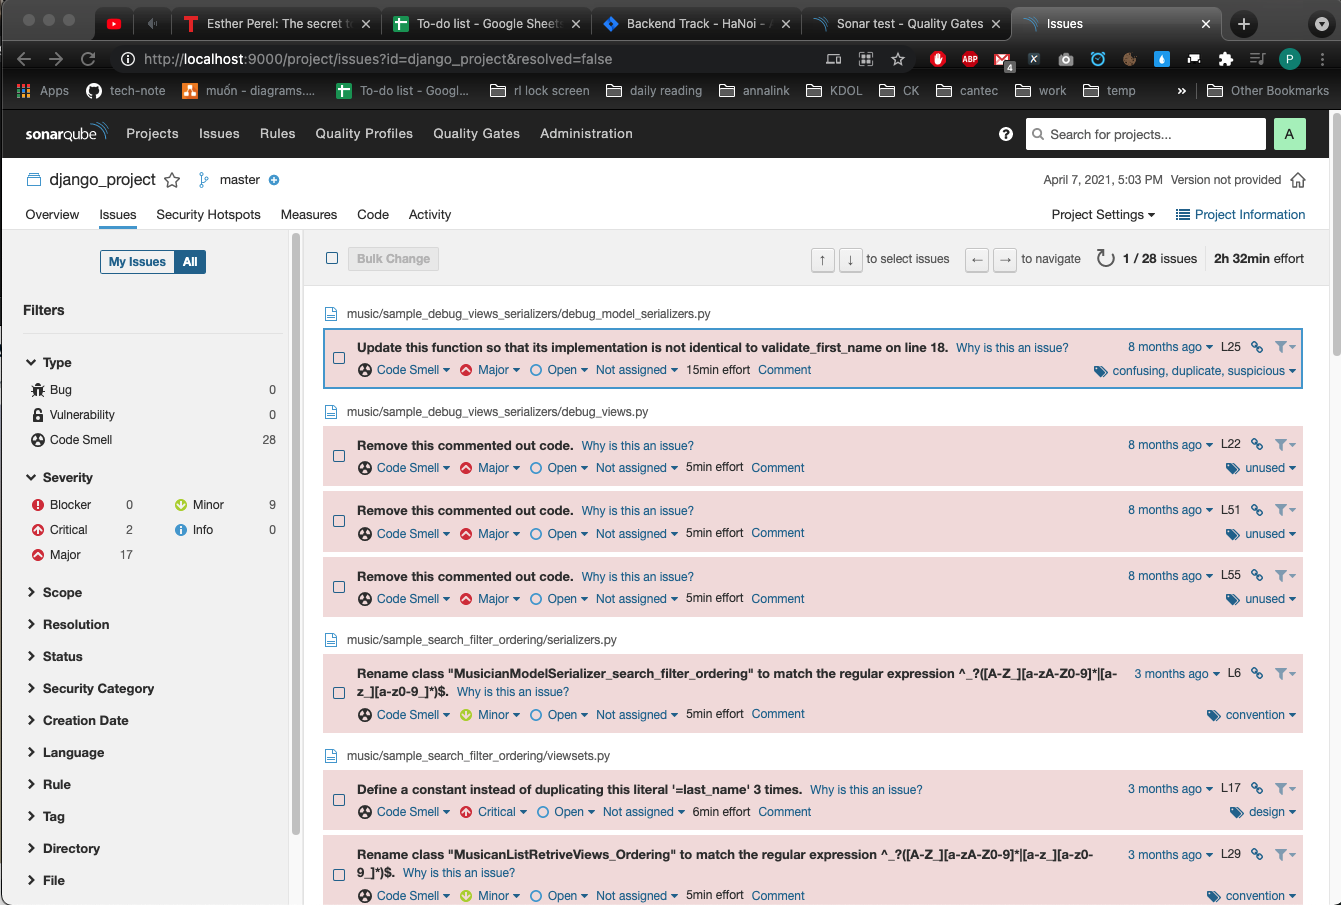 Esther Perel: The secret t
To-do list - Google Sheet
Backend Track - HaNoi -
Sonar test - Quality Gates
Issues
http://localhost:9000/project/issues?id=django_project&resolved=false
ABP
4
P
Apps
tech-note
muốn - diagrams....
To-do list - Googl...
rl lock screen
daily reading
annalink
KDOL
CK
cantec
work
temp
»
Other Bookmarks
sonarqube
Projects
Issues
Rules
Quality Profiles
Quality Gates
Administration
Search for projects...
A
django_project
master
April 7, 2021, 5:03 PM Version not provided
Overview
Issues
Security Hotspots
Measures
Code
Activity
Project Settings
Project Information
My Issues
All
Bulk Change
↑ ↓ to select issues
← → to navigate
1 / 28 issues
2h 32min effort
Filters
Type
Bug 0
Vulnerability 0
Code Smell 28
Severity
Blocker 0
Minor 9
Critical 2
Info 0
Major 17
Scope
Resolution
Status
Security Category
Creation Date
Language
Rule
Tag
Directory
File
music/sample_debug_views_serializers/debug_model_serializers.py
Update this function so that its implementation is not identical to validate_first_name on line 18. Why is this an issue?
8 months ago L25
Code Smell Major Open Not assigned 15min effort Comment
confusing, duplicate, suspicious
music/sample_debug_views_serializers/debug_views.py
Remove this commented out code. Why is this an issue?
8 months ago L22
Code Smell Major Open Not assigned 5min effort Comment
unused
Remove this commented out code. Why is this an issue?
8 months ago L51
Code Smell Major Open Not assigned 5min effort Comment
unused
Remove this commented out code. Why is this an issue?
8 months ago L55
Code Smell Major Open Not assigned 5min effort Comment
unused
music/sample_search_filter_ordering/serializers.py
Rename class "MusicianModelSerializer_search_filter_ordering" to match the regular expression ^_?([A-Z_][a-zA-Z0-9]*|[a-
z_][a-z0-9_]*)$. Why is this an issue?
3 months ago L6
Code Smell Minor Open Not assigned 5min effort Comment
convention
music/sample_search_filter_ordering/viewsets.py
Define a constant instead of duplicating this literal '=last_name' 3 times. Why is this an issue?
3 months ago L17
Code Smell Critical Open Not assigned 6min effort Comment
design
Rename class "MusicanListRetriveViews_Ordering" to match the regular expression ^_?([A-Z_][a-zA-Z0-9]*|[a-z_][a-z0-
9_]*)$. Why is this an issue?
3 months ago L29
Code Smell Minor Open Not assigned 5min effort Comment
convention